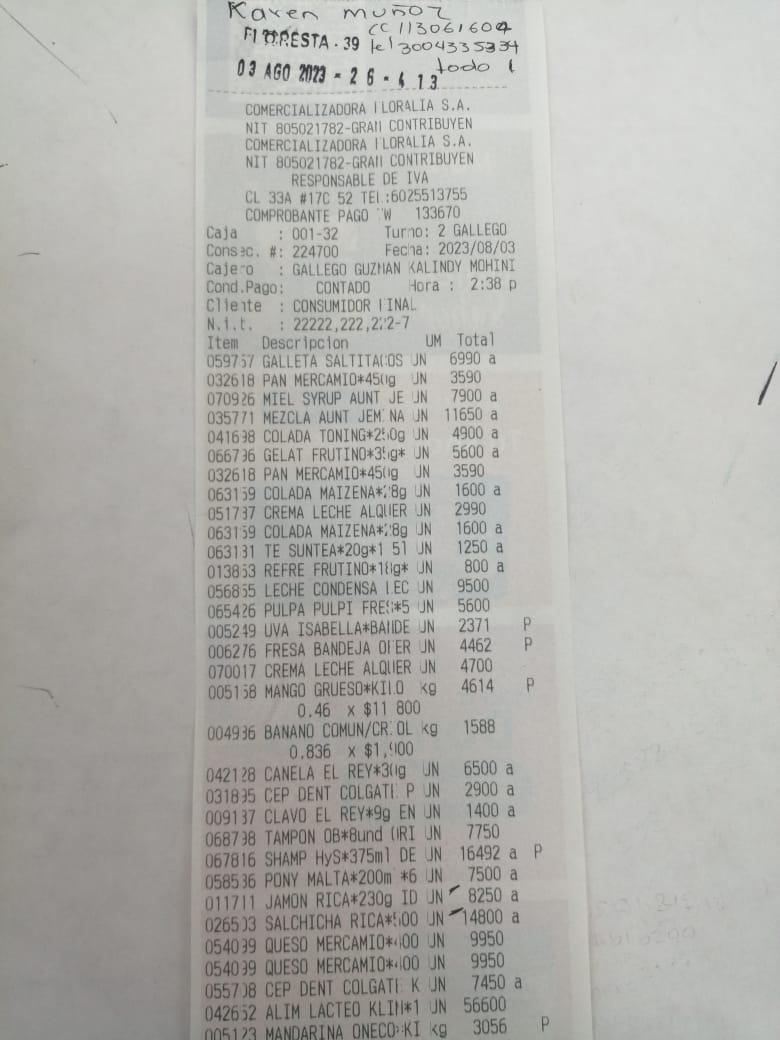 Karen muñoz
CC 1130616004
FLORESTA - 39 tel 3004335334
todo 1
03 AGO 2023 - 26 - 4 13
COMERCIALIZADORA FLORALIA S.A.
NIT 805021782-GRAN CONTRIBUYEN
COMERCIALIZADORA FLORALIA S.A.
NIT 805021782-GRAN CONTRIBUYEN
RESPONSABLE DE IVA
CL 33A #17C 52 TEL:6025513755
COMPROBANTE PAGO W 133670
Caja : 001-32 Turno: 2 GALLEGO
Consec. #: 224700 Fecha: 2023/08/03
Cajero : GALLEGO GUZMAN KALINDY MOHINI
Cond.Pago: CONTADO Hora : 2:38 p
Cliente : CONSUMIDOR FINAL
N.i.t. : 22222,222,222-7
Item Descripcion UM Total
059757 GALLETA SALTITACOS UN 6990 a
032618 PAN MERCAMIO*450g UN 3590
070926 MIEL SYRUP AUNT JE UN 7900 a
035771 MEZCLA AUNT JEMINA UN 11650 a
041698 COLADA TONING*250g UN 4900 a
066796 GELAT FRUTINO*35g* UN 5600 a
032618 PAN MERCAMIO*450g UN 3590
063159 COLADA MAIZENA*28g UN 1600 a
051737 CREMA LECHE ALQUER UN 2990
063159 COLADA MAIZENA*28g UN 1600 a
063131 TE SUNTEA*20g*1 5l UN 1250 a
013853 REFRE FRUTINO*18g* UN 800 a
056855 LECHE CONDENSA LEC UN 9500
065426 PULPA PULPI FRES*5 UN 5600
005249 UVA ISABELLA*BANDE UN 2371 P
006276 FRESA BANDEJA OFER UN 4462 P
070017 CREMA LECHE ALQUER UN 4700
005158 MANGO GRUESO*KILO kg 4614 P
0.46 x $11 800
004936 BANANO COMUN/CRIOL kg 1588
0.836 x $1,900
042128 CANELA EL REY*30g UN 6500 a
031895 CEP DENT COLGATE P UN 2900 a
009137 CLAVO EL REY*9g EN UN 1400 a
068798 TAMPON OB*8und ORI UN 7750
067816 SHAMP HyS*375ml DE UN 16492 a P
058536 PONY MALTA*200m *6 UN 7500 a
011711 JAMON RICA*230g ID UN 8250 a
026503 SALCHICHA RICA*500 UN 14800 a
054099 QUESO MERCAMIO*400 UN 9950
054099 QUESO MERCAMIO*400 UN 9950
055708 CEP DENT COLGATE K UN 7450 a
042652 ALIM LACTEO KLIM*1 UN 56600
005123 MANDARINA ONECO*KI kg 3056 P